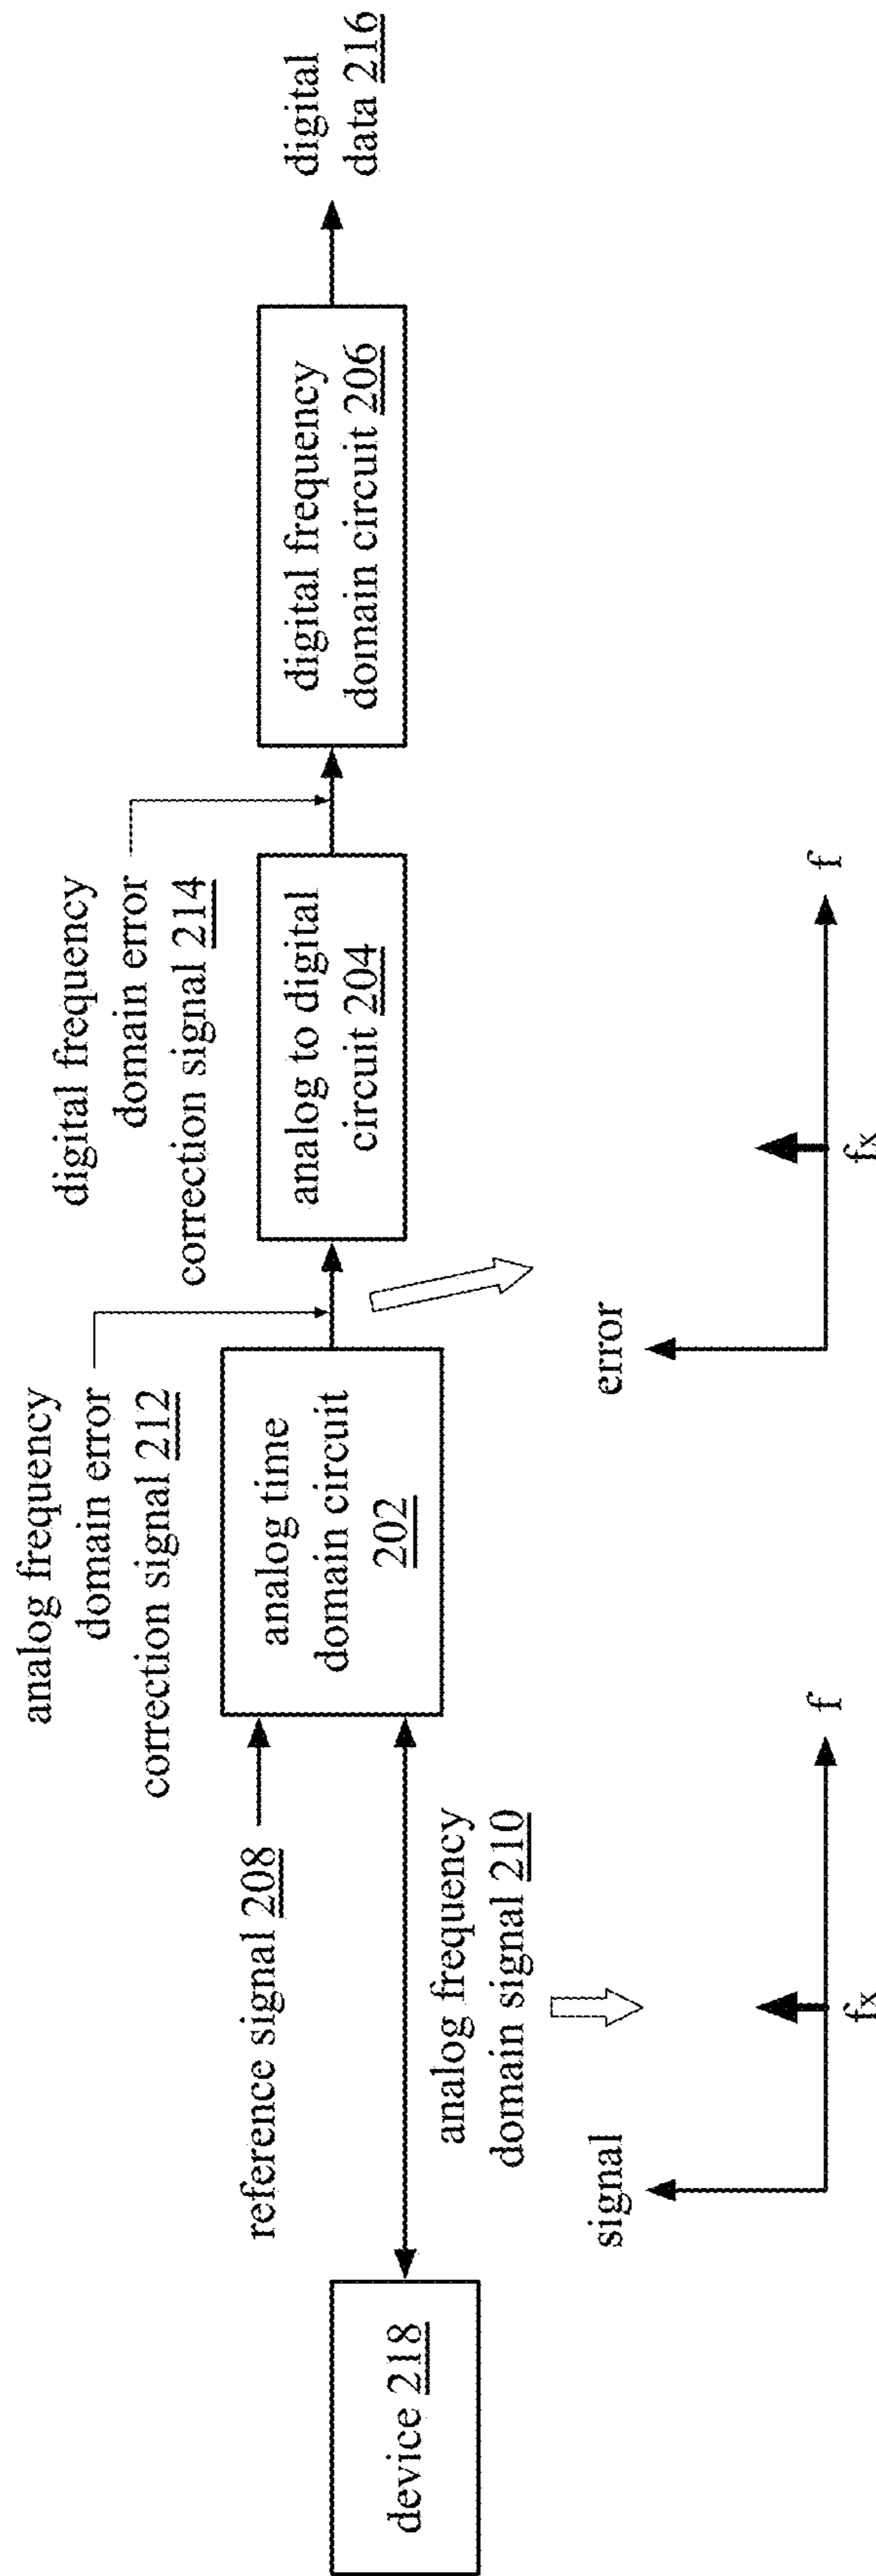 analog frequency
domain error
correction signal 212
digital frequency
domain error
correction signal 214
device 218
reference signal 208
analog frequency
domain signal 210
analog time
domain circuit
202
analog to digital
circuit 204
digital frequency
domain circuit 206
digital
data 216
signal
fx
f
error
fx
f